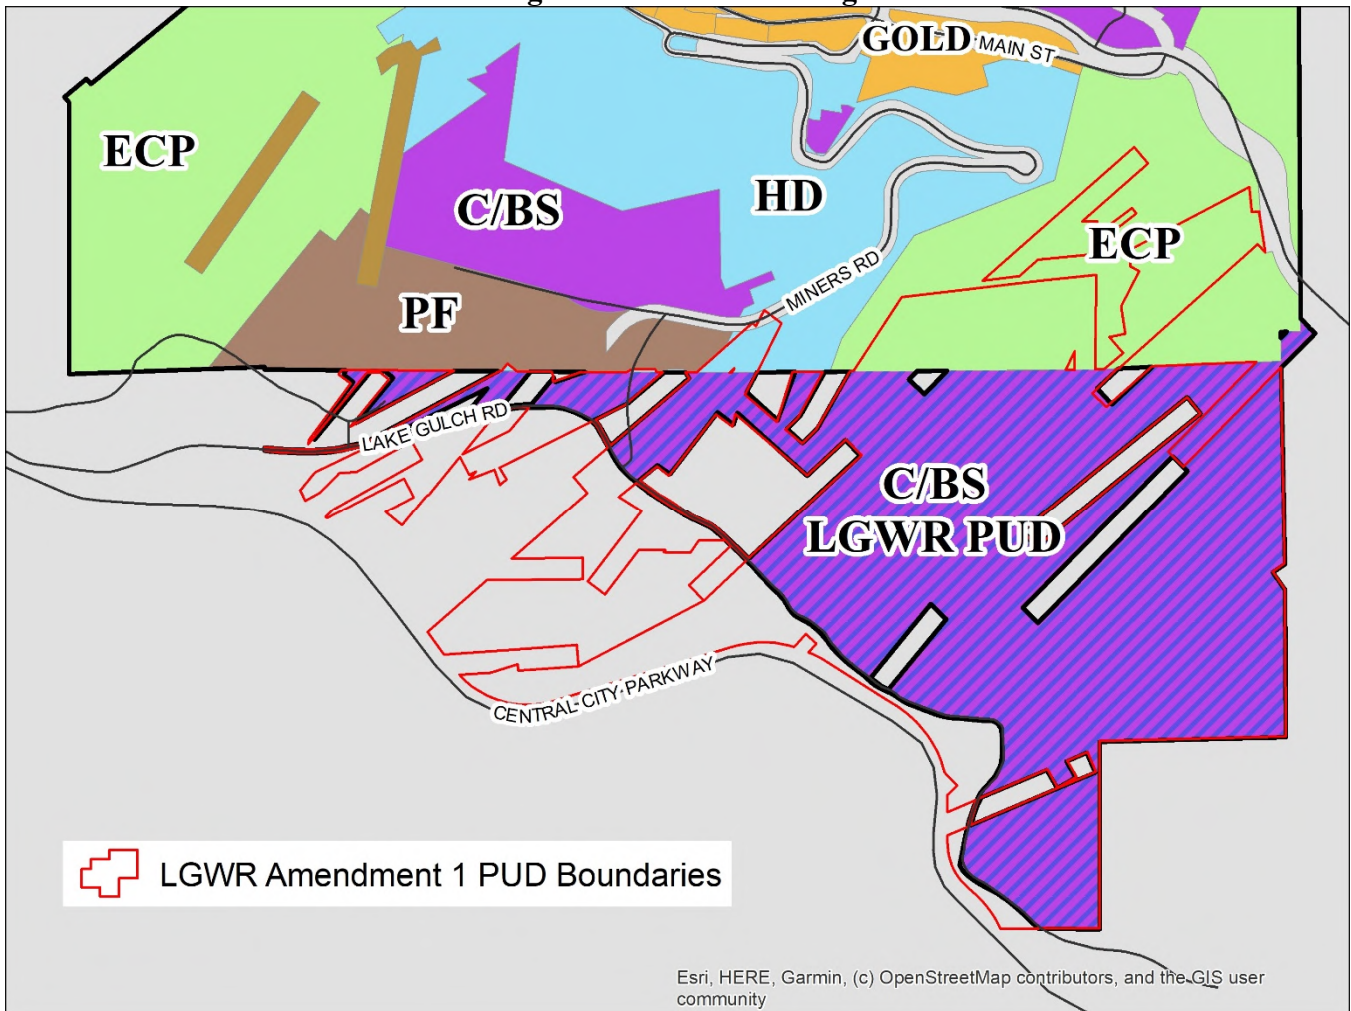 GOLD
MAIN ST
ECP
C/BS
HD
ECP
MINERS RD
PF
LAKE GULCH RD
C/BS
LGWR PUD
CENTRAL CITY PARKWAY
LGWR Amendment 1 PUD Boundaries
Esri, HERE, Garmin, (c) OpenStreetMap contributors, and the GIS user
community